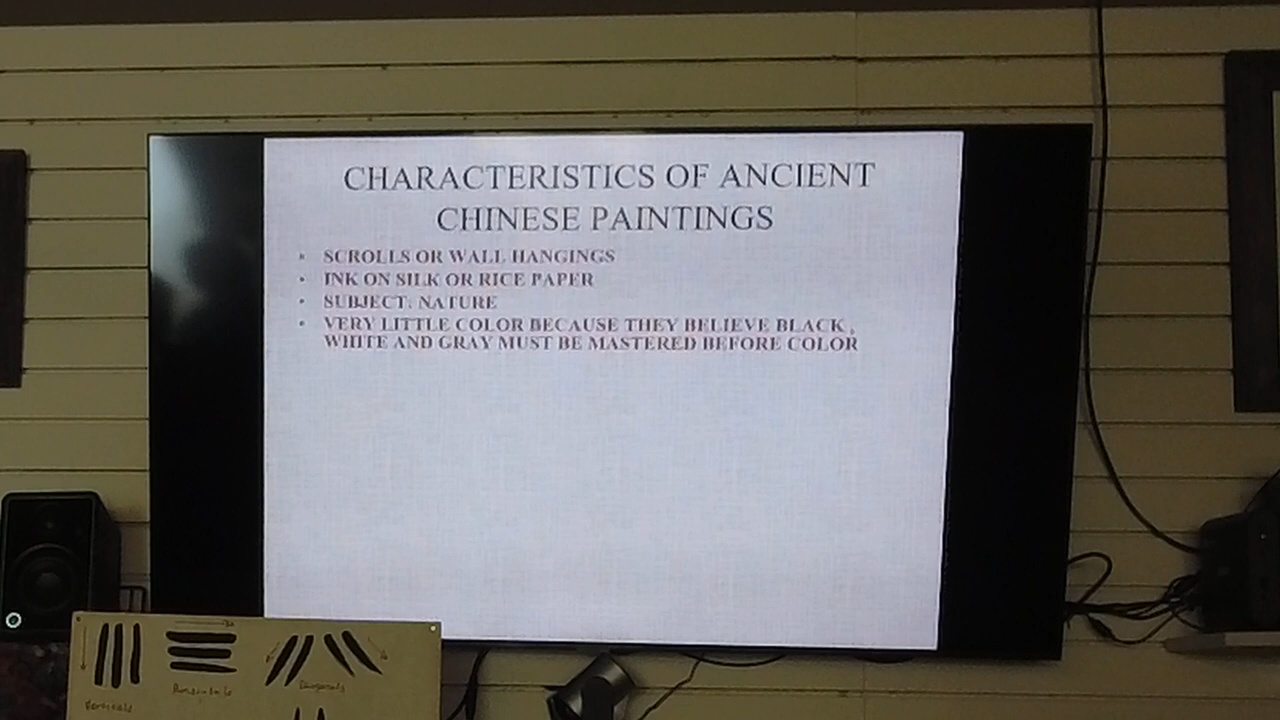 CHARACTERISTICS OF ANCIENT
CHINESE PAINTINGS
• SCROLLS OR WALL HANGINGS
• INK ON SILK OR RICE PAPER
• SUBJECT: NATURE
• VERY LITTLE COLOR BECAUSE THEY BELIEVE BLACK,
WHITE AND GRAY MUST BE MASTERED BEFORE COLOR
Verticals
Horizontals
Diagonals